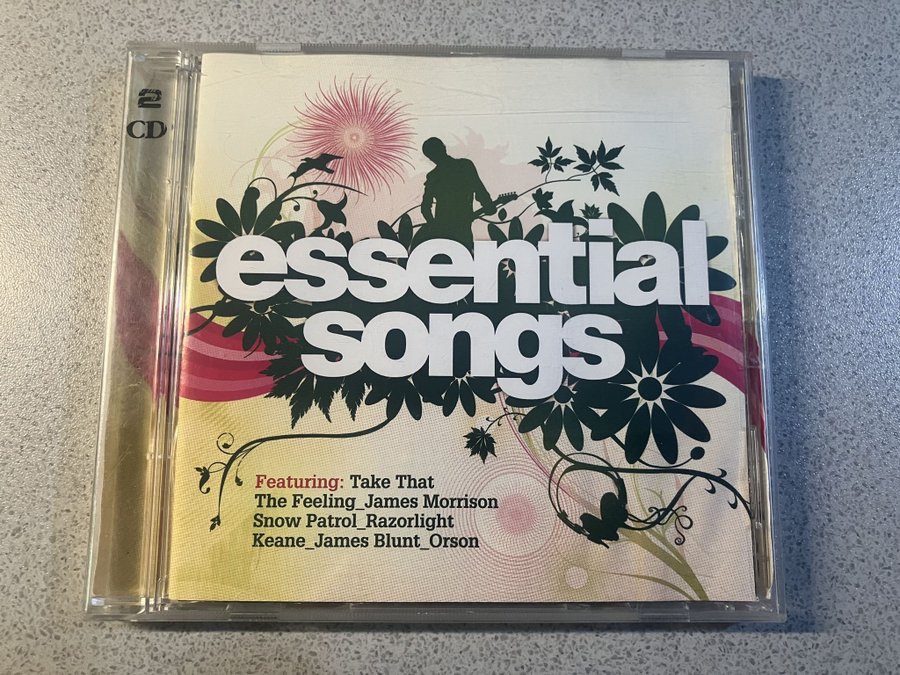 2
CD
essential
songs
Featuring: Take That
The Feeling_James Morrison
Snow Patrol_Razorlight
Keane_James Blunt_Orson